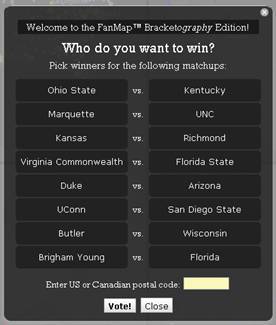 Welcome to the FanMap™ Bracketography Edition!
Who do you want to win?
Pick winners for the following matchups:
Ohio State vs. Kentucky
Marquette vs. UNC
Kansas vs. Richmond
Virginia Commonwealth vs. Florida State
Duke vs. Arizona
UConn vs. San Diego State
Butler vs. Wisconsin
Brigham Young vs. Florida
Enter US or Canadian postal code:
Vote! Close